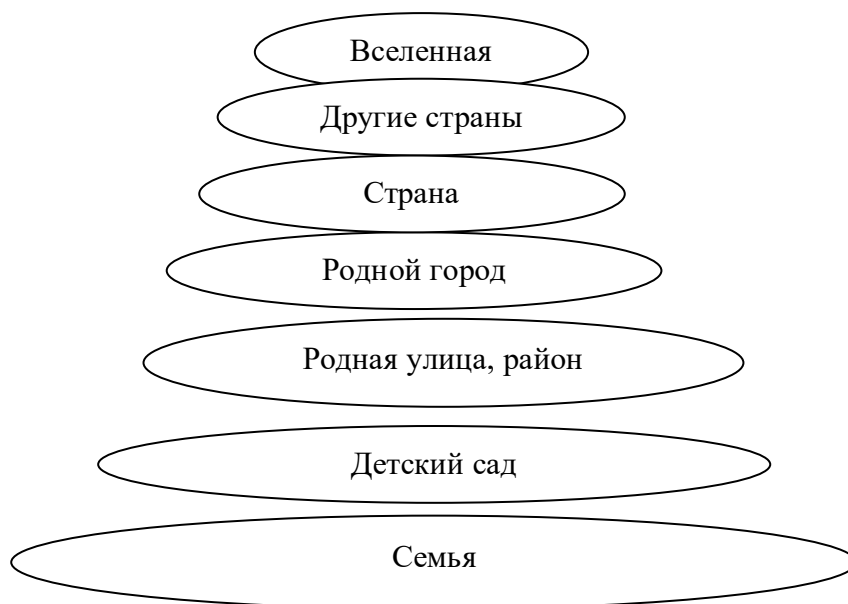 Вселенная
Другие страны
Страна
Родной город
Родная улица, район
Детский сад
Семья